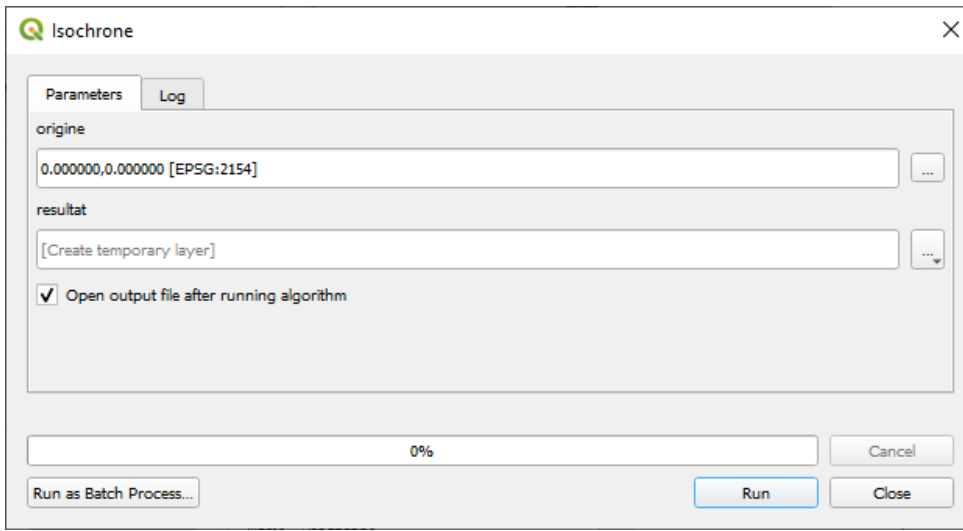 Isochrone
Parameters
Log
origine
0.000000,0.000000 [EPSG:2154]
...
resultat
[Create temporary layer]
...
Open output file after running algorithm
0%
Cancel
Run as Batch Process...
Run
Close